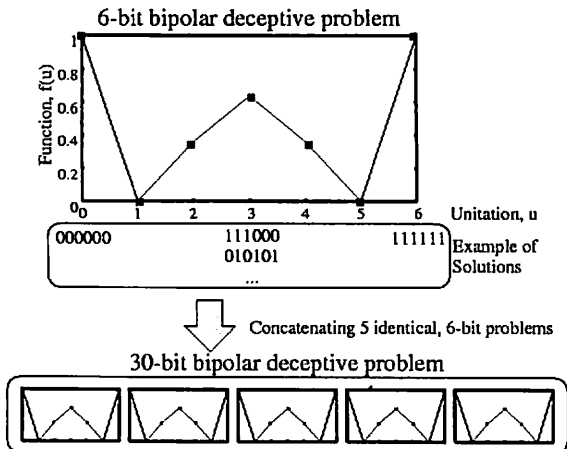 6-bit bipolar deceptive problem
Function, f(u)
1
0.8
0.6
0.4
0.2
0
0 1 2 3 4 5 6 Unitation, u
000000 111000 111111 Example of
010101 Solutions
...
Concatenating 5 identical, 6-bit problems
30-bit bipolar deceptive problem